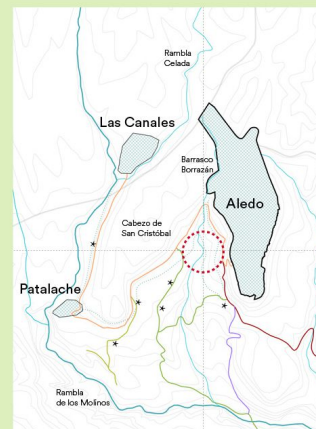 Rambla
Celada
Las Canales
Barrasco
Borrazán
Aledo
Cabezo de
San Cristóbal
Patalache
Rambla
de los Molinos